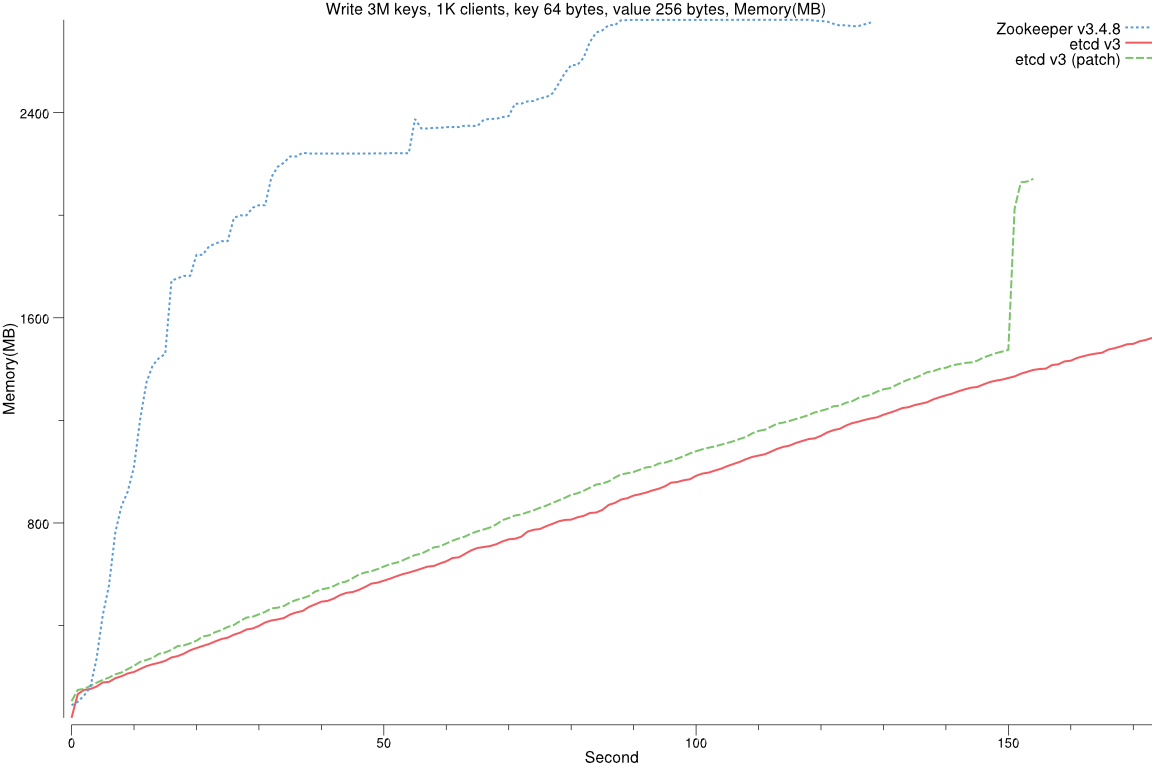 Write 3M keys, 1K clients, key 64 bytes, value 256 bytes, Memory(MB)
Zookeeper v3.4.8
etcd v3
etcd v3 (patch)
2400
1600
800
Memory(MB)
0 50 100 150
Second